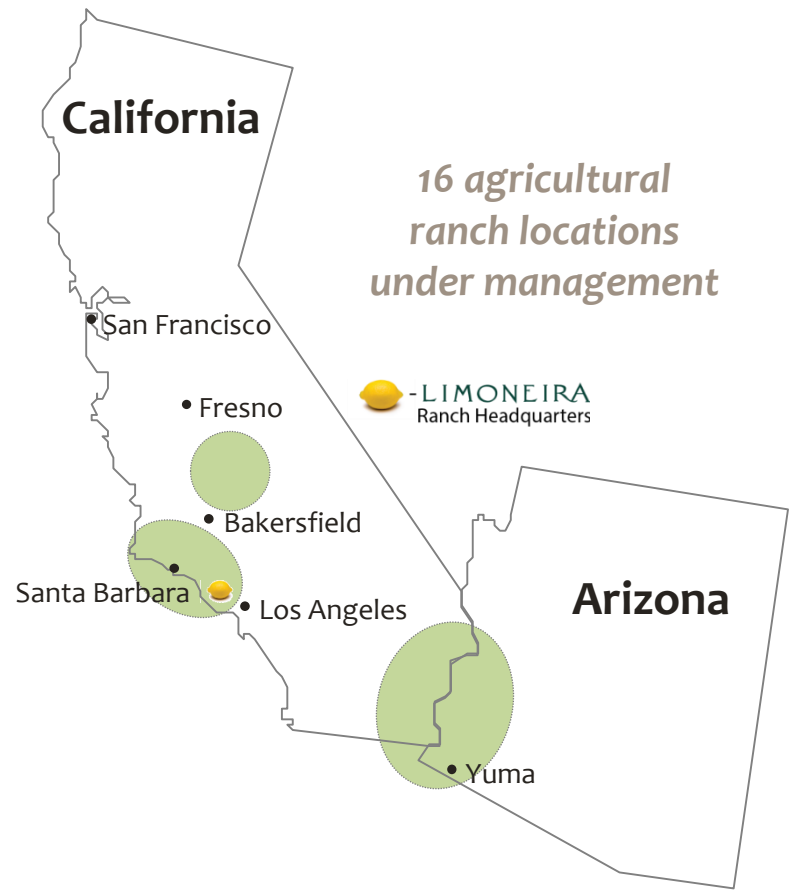 California
16 agricultural
ranch locations
under management
San Francisco
-LIMONEIRA
Ranch Headquarters
Fresno
Bakersfield
Santa Barbara
Los Angeles
Arizona
Yuma